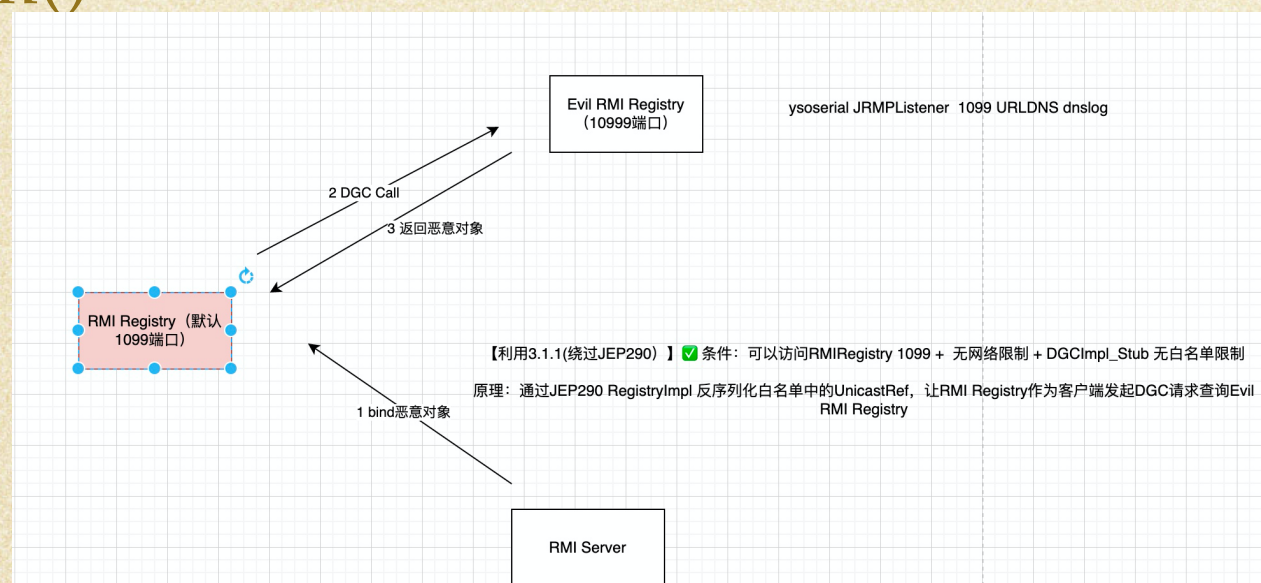 Evil RMI Registry
（10999端口）
ysoserial JRMPListener 1099 URLDNS dnslog
2 DGC Call
3 返回恶意对象
RMI Registry（默认
1099端口）
【利用3.1.1(绕过JEP290）】✅ 条件：可以访问RMIRegistry 1099 + 无网络限制 + DGCImpl_Stub 无白名单限制
原理：通过JEP290 RegistryImpl 反序列化白名单中的UnicastRef，让RMI Registry作为客户端发起DGC请求查询Evil
RMI Registry
1 bind恶意对象
RMI Server